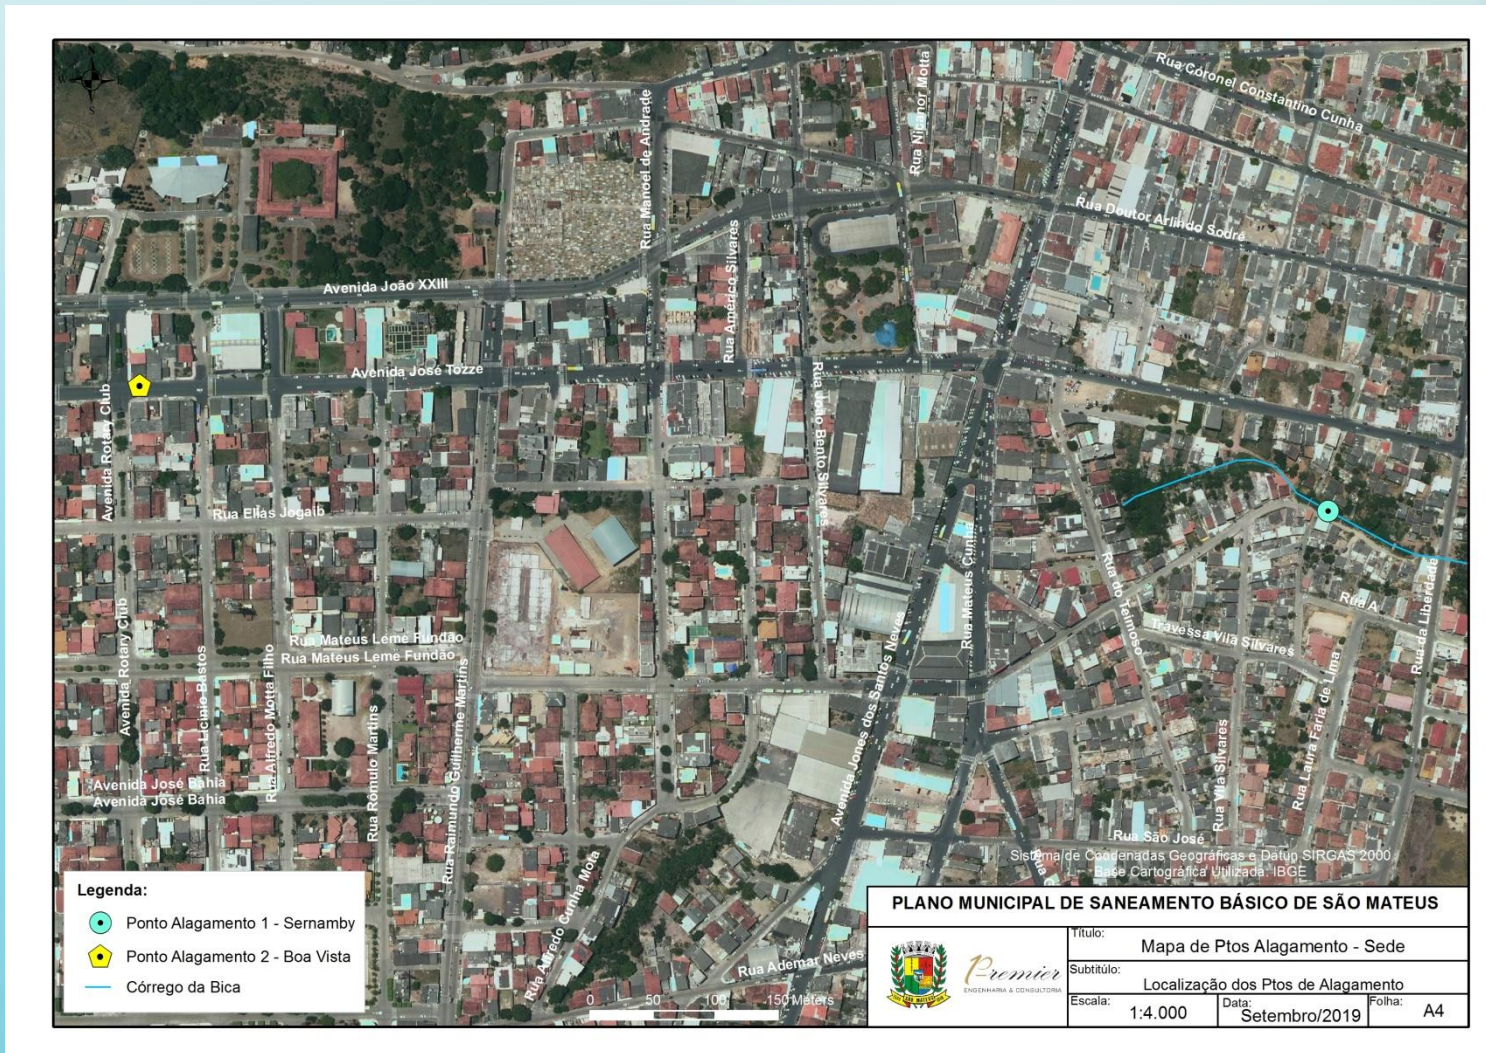 Rua Coronel Constantino Cunha
Rua Nicanor Motta
Rua Manoel de Andrade
Rua Doutor Arlindo Sodré
Rua Américo Silvares
Avenida João XXIII
Avenida José Tozze
Rua João Bento Silvares
Avenida Rotary Club
Rua Elias Jogaib
Rua Mateus Cunha
Rua do Teimoso
Rua da Liberdade
Rua A
Travessa Vila Silvares
Avenida Rotary Club
Rua Mateus Leme Fundão
Rua Mateus Leme Fundão
Rua Licínio Bastos
Rua Alfredo Motta Filho
Rua Rômulo Martins
Rua Raimundo Guilherme Martins
Avenida Jones dos Santos Neves
Rua Laura Faria de Lima
Rua Vila Silvares
Avenida José Bahia
Avenida José Bahia
Rua São José
Rua Alfredo Cunha Mota
Rua Ademar Neves
Sistema de Coodenadas Geográficas e Datun SIRGAS 2000
Base Cartográfica Utilizada: IBGE
Legenda:
Ponto Alagamento 1 - Sernamby
Ponto Alagamento 2 - Boa Vista
Córrego da Bica
0 50 100 150 Meters
PLANO MUNICIPAL DE SANEAMENTO BÁSICO DE SÃO MATEUS
Premier
ENGENHARIA & CONSULTORIA
Título:
Mapa de Ptos Alagamento - Sede
Subtitúlo:
Localização dos Ptos de Alagamento
Escala:
1:4.000
Data:
Setembro/2019
Folha:
A4